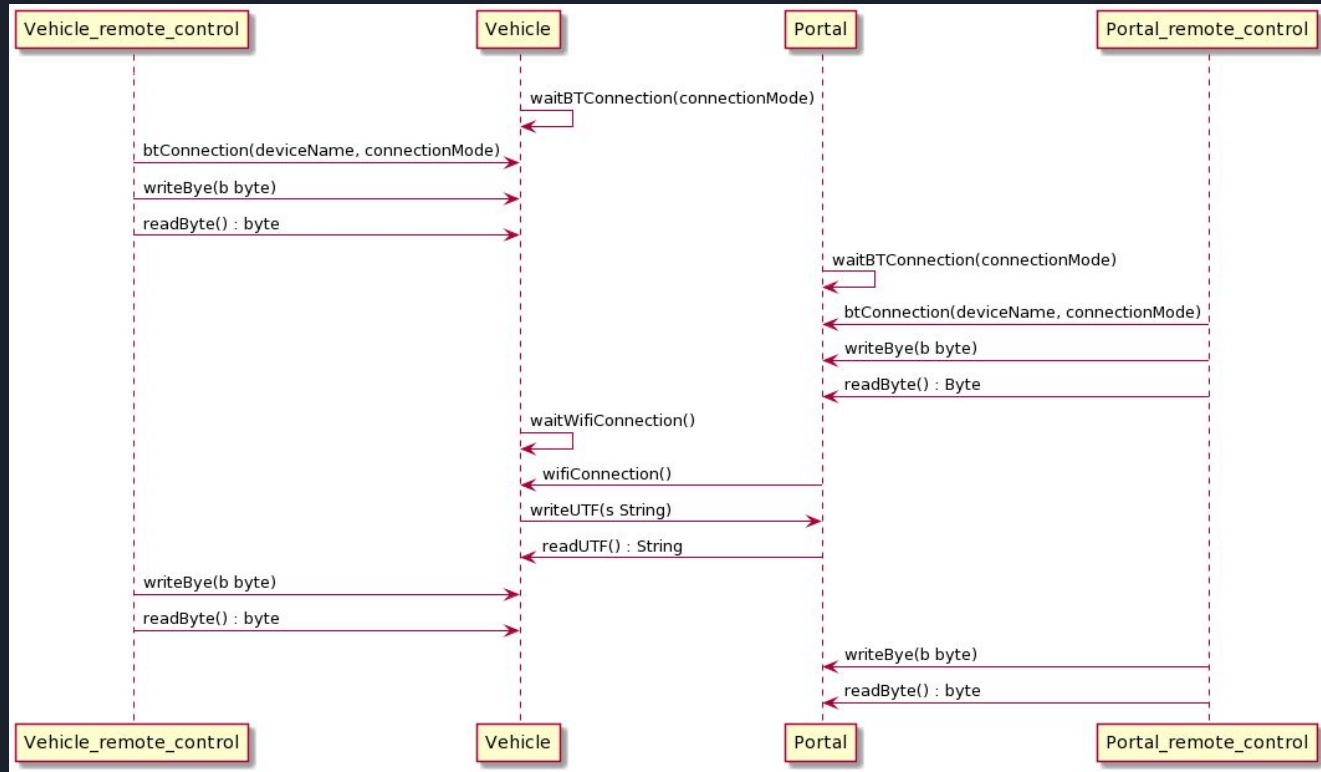 Vehicle_remote_control Vehicle Portal Portal_remote_control
waitBTConnection(connectionMode)
btConnection(deviceName, connectionMode)
writeBye(b byte)
readByte() : byte
waitBTConnection(connectionMode)
btConnection(deviceName, connectionMode)
writeBye(b byte)
readByte() : Byte
waitWifiConnection()
wifiConnection()
writeUTF(s String)
readUTF() : String
writeBye(b byte)
readByte() : byte
writeBye(b byte)
readByte() : byte
Vehicle_remote_control Vehicle Portal Portal_remote_control